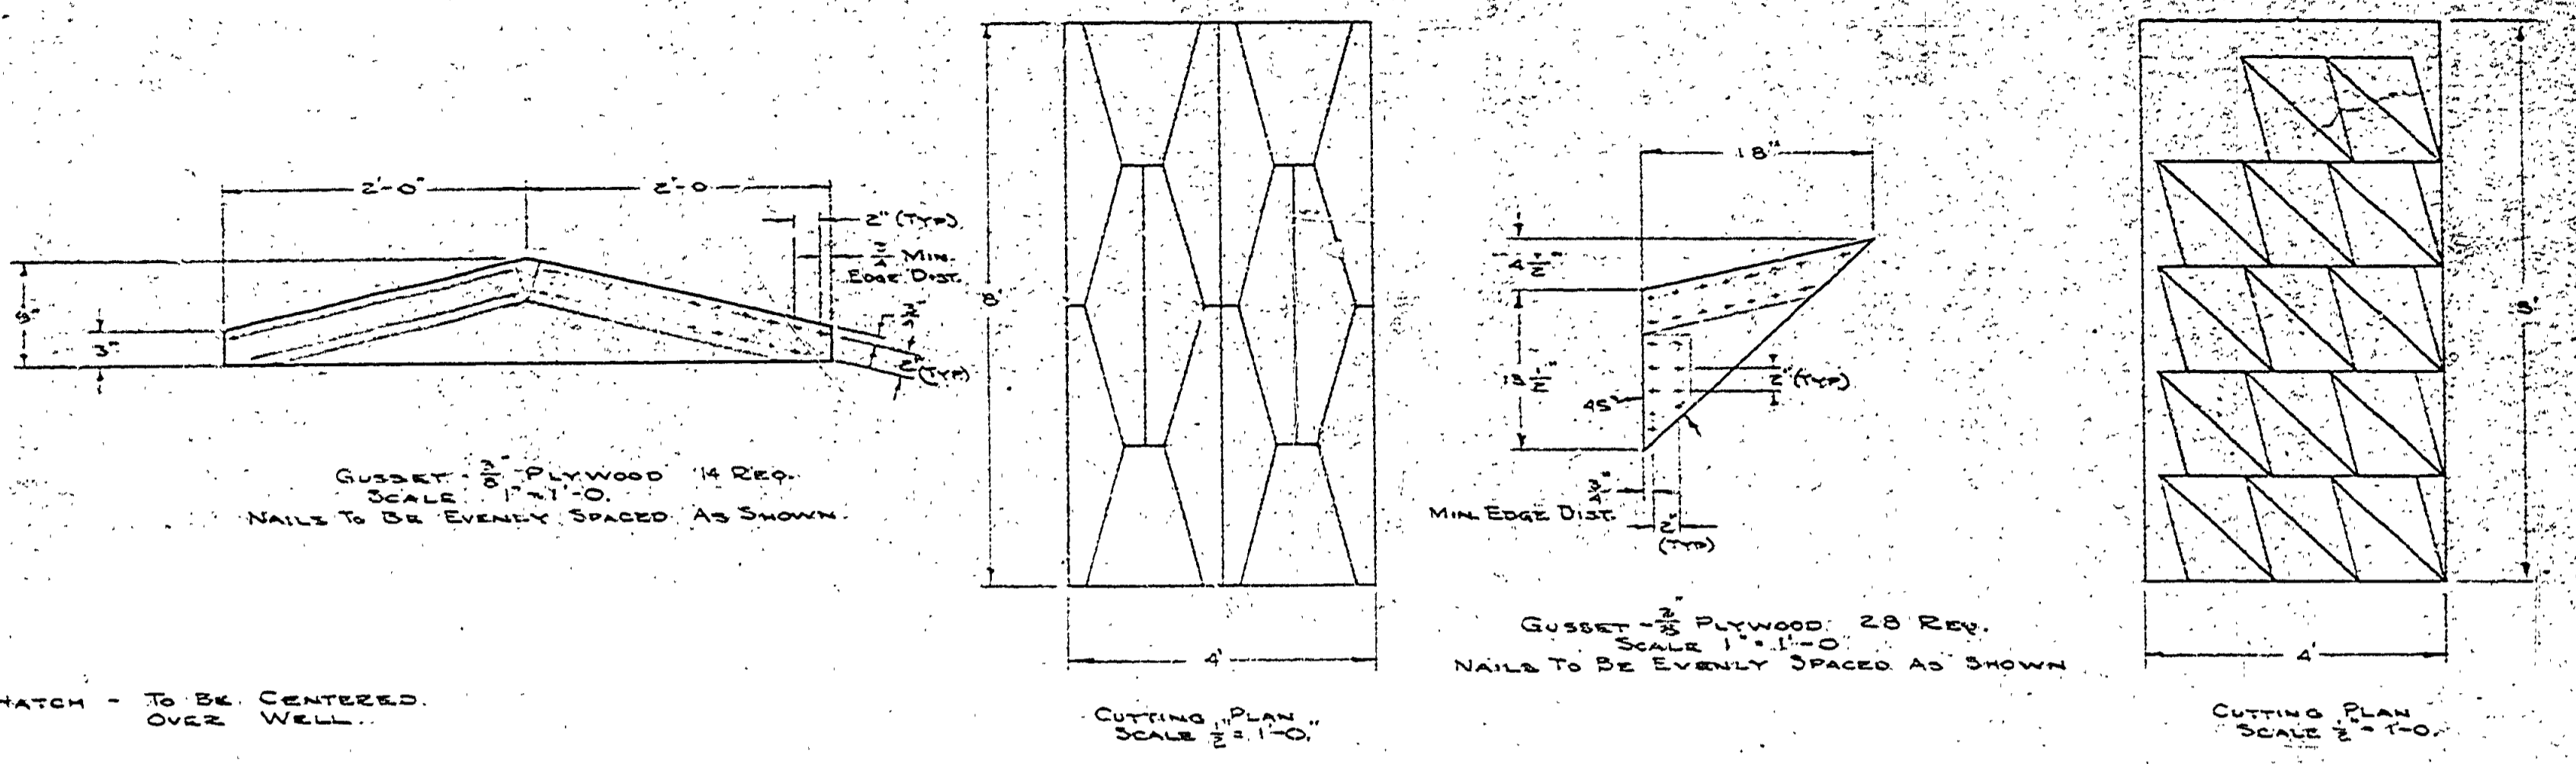 2'-0"
2'-0
2" (TYP)
3/4" MIN.
EDGE DIST.
9"
3"
2"
(TYP)
GUSSET - 3/8" PLYWOOD 14 REQ.
SCALE 1" = 1'-0.
NAILS TO BE EVENLY SPACED AS SHOWN.
HATCH - TO BE CENTERED.
OVER WELL.
8'
4'
CUTTING PLAN
SCALE 1/2" = 1'-0"
18"
4 1/2"
13 1/2"
45°
2" (TYP)
3/4"
MIN. EDGE DIST.
2"
(TYP)
GUSSET - 3/8" PLYWOOD 28 REQ.
SCALE 1" = 1'-0
NAILS TO BE EVENLY SPACED AS SHOWN
8'
4'
CUTTING PLAN
SCALE 1/2" = 1'-0.